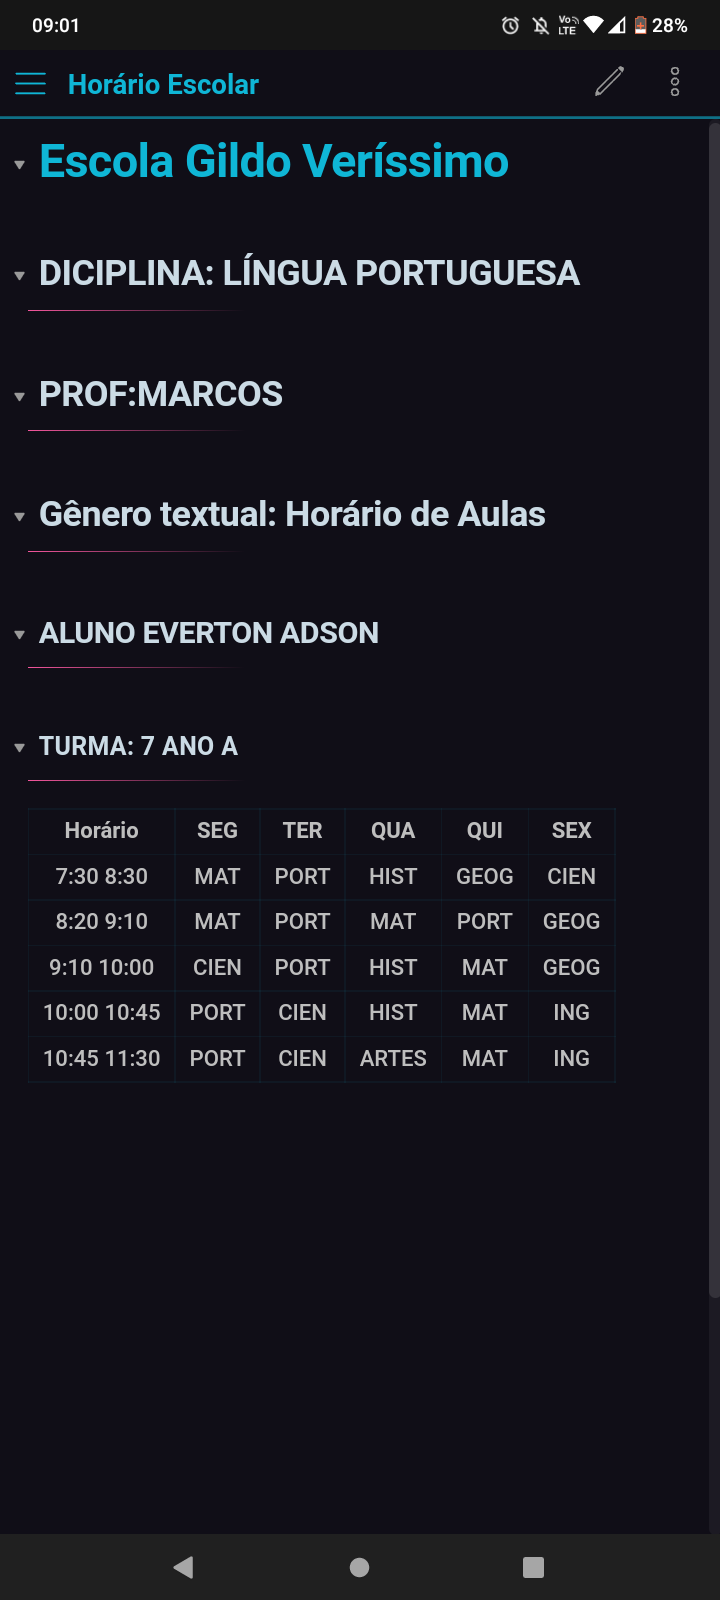 09:01 Vo LTE 28%
Horário Escolar
Escola Gildo Veríssimo
DICIPLINA: LÍNGUA PORTUGUESA
PROF:MARCOS
Gênero textual: Horário de Aulas
ALUNO EVERTON ADSON
TURMA: 7 ANO A
Horário SEG TER QUA QUI SEX
7:30 8:30 MAT PORT HIST GEOG CIEN
8:20 9:10 MAT PORT MAT PORT GEOG
9:10 10:00 CIEN PORT HIST MAT GEOG
10:00 10:45 PORT CIEN HIST MAT ING
10:45 11:30 PORT CIEN ARTES MAT ING